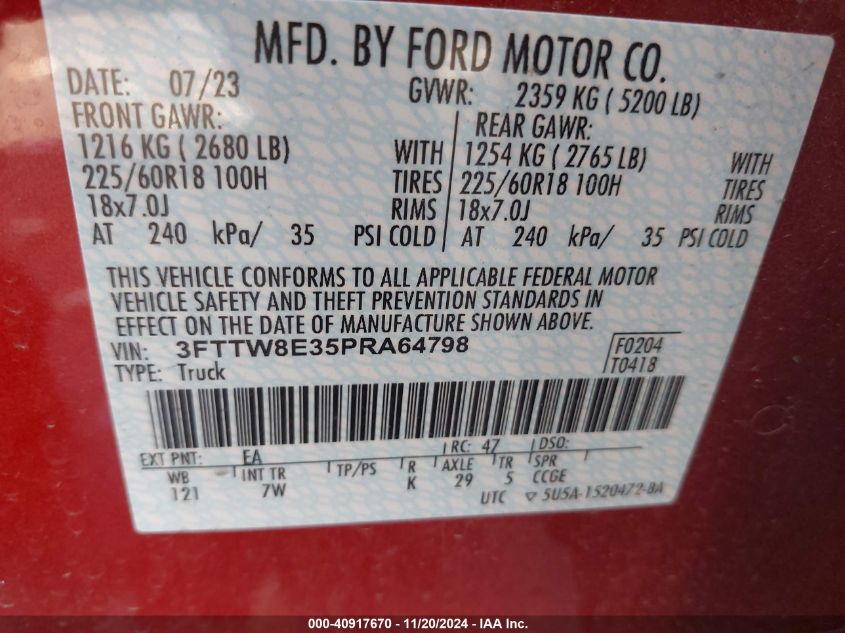 MFD. BY FORD MOTOR CO.
DATE: 07/23 GVWR: 2359 KG ( 5200 LB)
FRONT GAWR: REAR GAWR:
1216 KG ( 2680 LB) WITH 1254 KG ( 2765 LB) WITH
225/60R18 100H TIRES 225/60R18 100H TIRES
18x7.0J RIMS 18x7.0J RIMS
AT 240 kPa/ 35 PSI COLD AT 240 kPa/ 35 PSI COLD
THIS VEHICLE CONFORMS TO ALL APPLICABLE FEDERAL MOTOR
VEHICLE SAFETY AND THEFT PREVENTION STANDARDS IN
EFFECT ON THE DATE OF MANUFACTURE SHOWN ABOVE.
VIN: 3FTTW8E35PRA64798 F0204
TYPE: Truck T0418
EXT PNT: EA RC: 47 DSO:
WB INT TR TP/PS R AXLE TR SPR
121 7W K 29 5 CCGE
UTC ▽ 5U5A-1520472-BA
000-40917670 - 11/20/2024 - IAA, Inc.